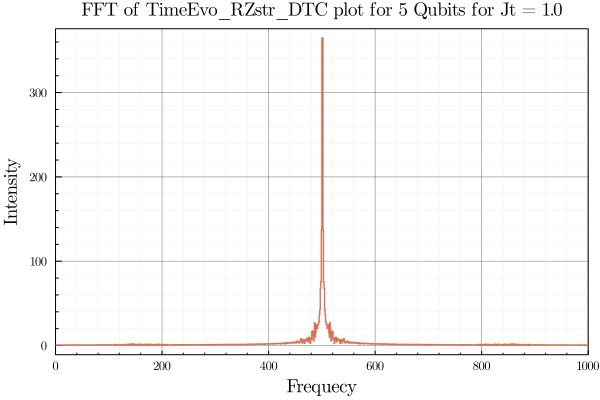 FFT of TimeEvo_RZstr_DTC plot for 5 Qubits for Jt = 1.0
Intensity
300
200
100
0
0 200 400 600 800 1000
Frequecy